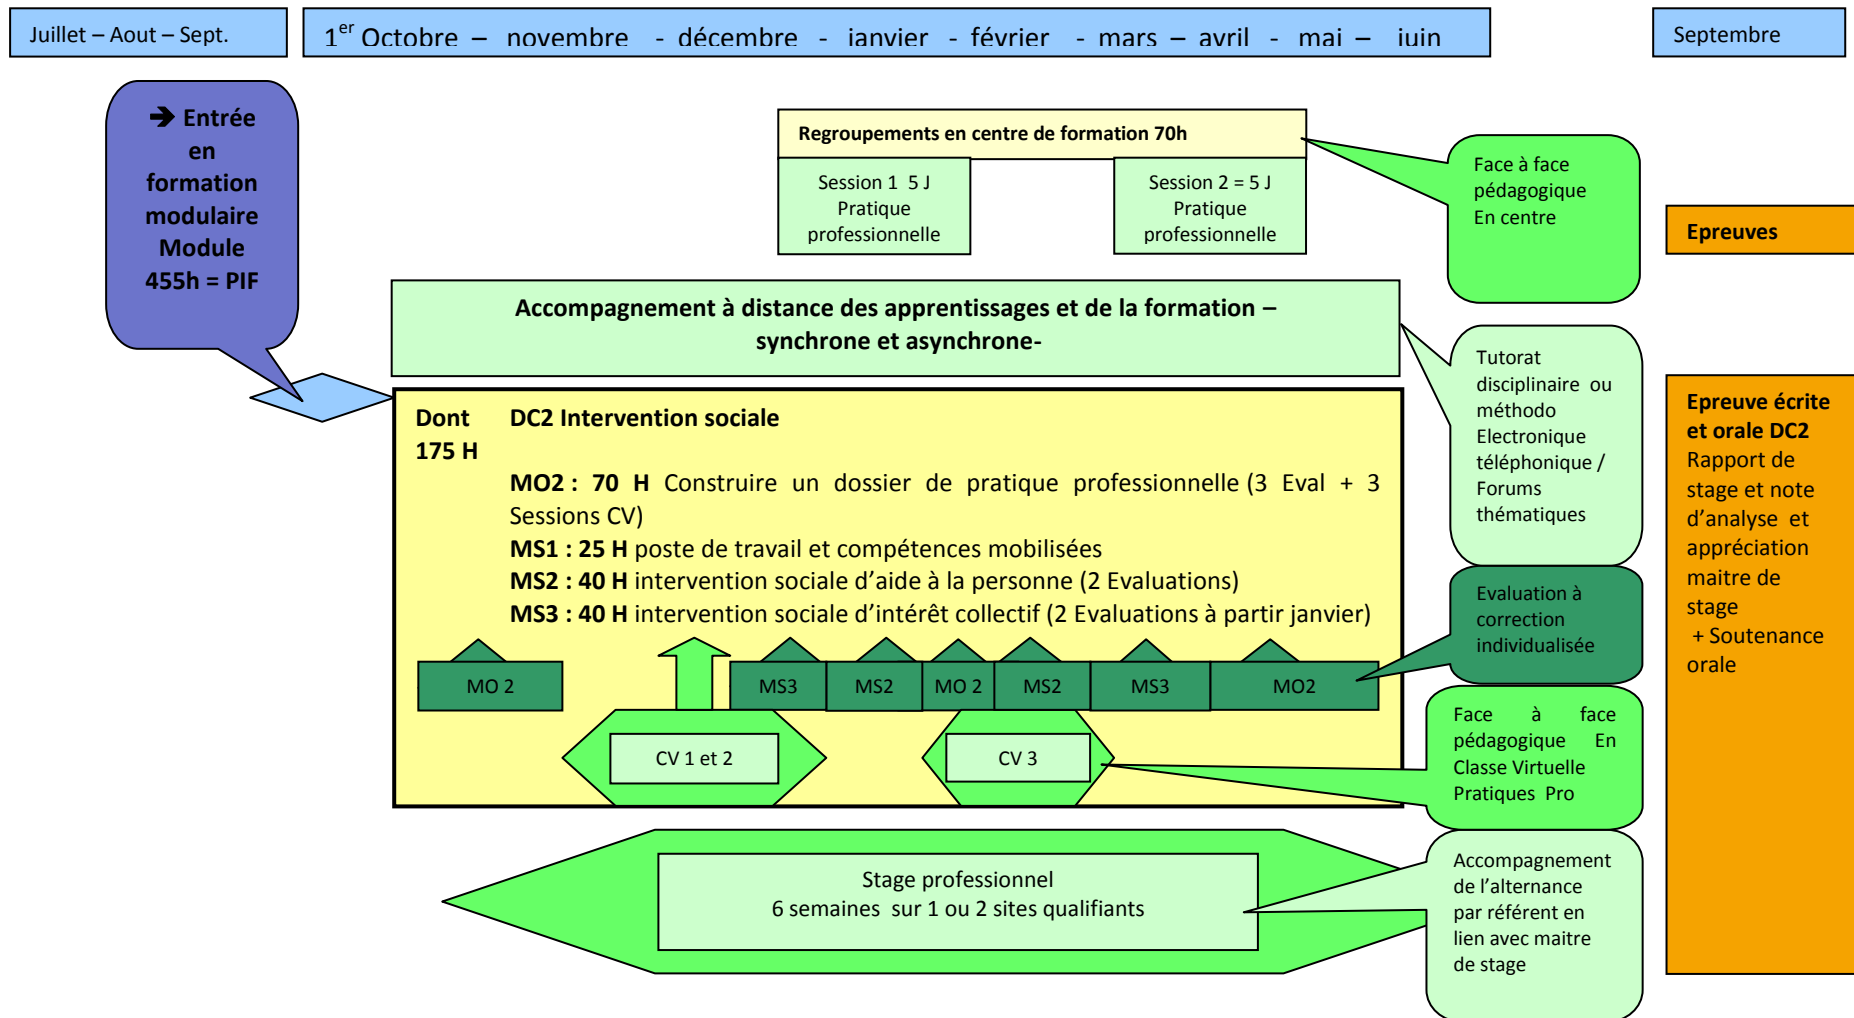 Juillet – Aout – Sept.
1er Octobre – novembre - décembre - janvier - février - mars – avril - mai – juin
Septembre
➔ Entrée
en
formation
modulaire
Module
455h = PIF
Regroupements en centre de formation 70h
Session 1 5 J
Pratique
professionnelle
Session 2 = 5 J
Pratique
professionnelle
Face à face
pédagogique
En centre
Epreuves
Accompagnement à distance des apprentissages et de la formation –
synchrone et asynchrone-
Tutorat
disciplinaire ou
méthodo
Electronique
téléphonique /
Forums
thématiques
Dont
175 H
DC2 Intervention sociale
MO2 : 70 H Construire un dossier de pratique professionnelle (3 Eval + 3
Sessions CV)
MS1 : 25 H poste de travail et compétences mobilisées
MS2 : 40 H intervention sociale d’aide à la personne (2 Evaluations)
MS3 : 40 H intervention sociale d’intérêt collectif (2 Evaluations à partir janvier)
Epreuve écrite
et orale DC2
Rapport de
stage et note
d’analyse et
appréciation
maitre de
stage
+ Soutenance
orale
Evaluation à
correction
individualisée
MO 2
MS3
MS2
MO 2
MS2
MS3
MO2
CV 1 et 2
CV 3
Face à face
pédagogique En
Classe Virtuelle
Pratiques Pro
Stage professionnel
6 semaines sur 1 ou 2 sites qualifiants
Accompagnement
de l’alternance
par référent en
lien avec maitre
de stage